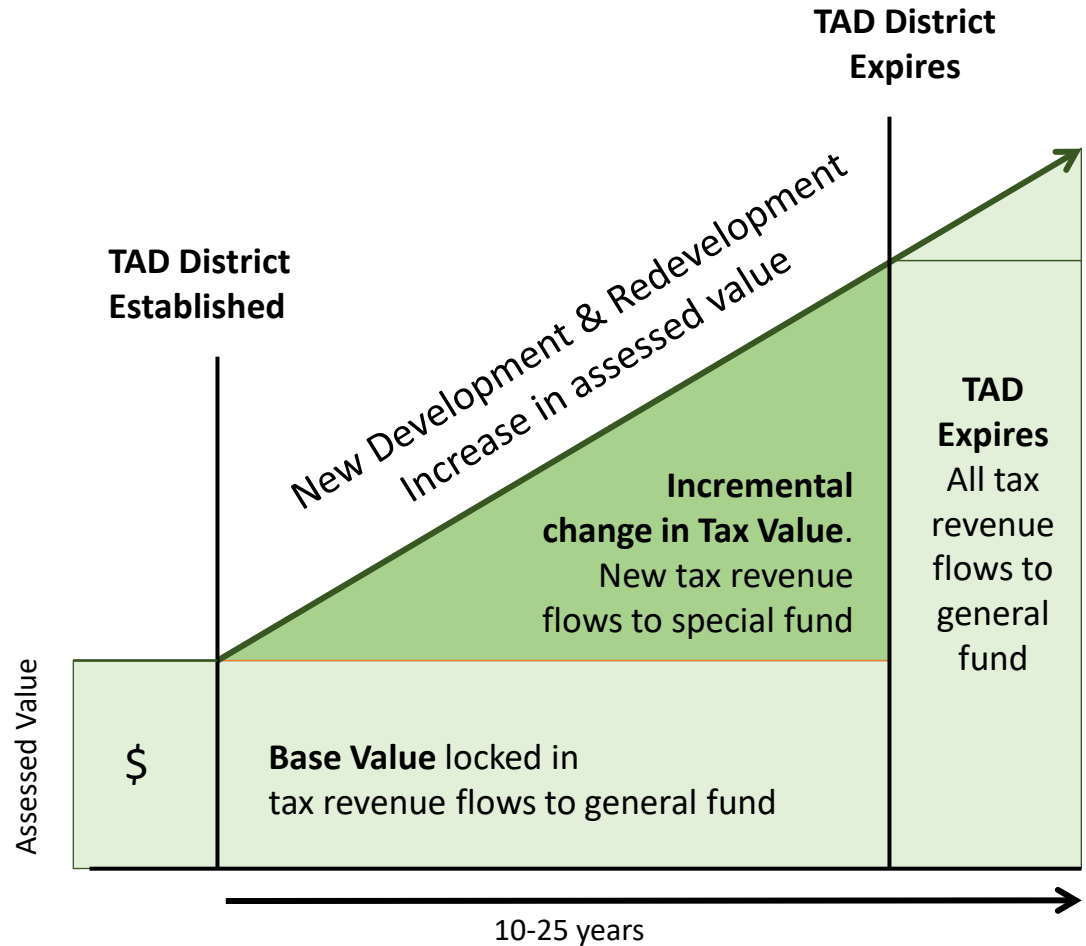 TAD District
Expires
TAD District
Established
New Development & Redevelopment
Increase in assessed value
Incremental
change in Tax Value.
New tax revenue
flows to special fund
TAD
Expires
All tax
revenue
flows to
general
fund
Assessed Value
$
Base Value locked in
tax revenue flows to general fund
10-25 years